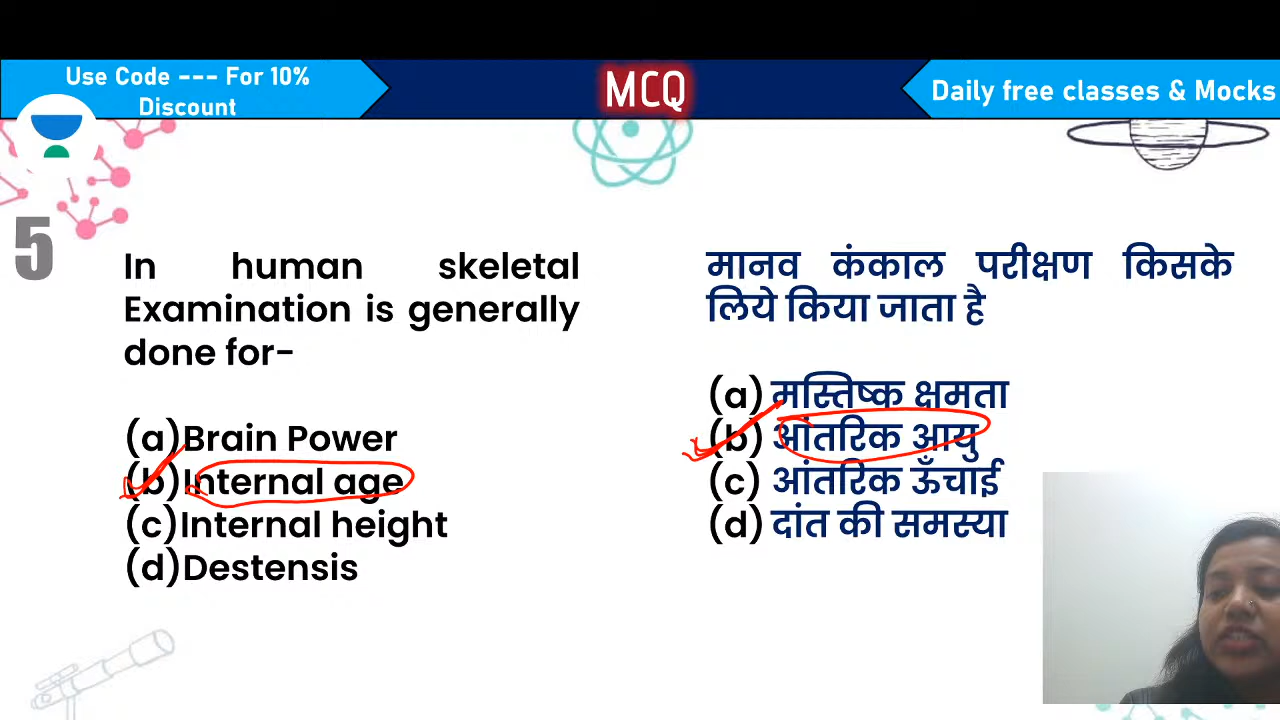 Use Code --- For 10%
Discount
MCQ
Daily free classes & Mocks
5
In human skeletal
Examination is generally
done for-
(a)Brain Power
(b)Internal age
(c)Internal height
(d)Destensis
मानव कंकाल परीक्षण किसके
लिये किया जाता है
(a) मस्तिष्क क्षमता
(b) आंतरिक आयु
(c) आंतरिक ऊँचाई
(d) दांत की समस्या